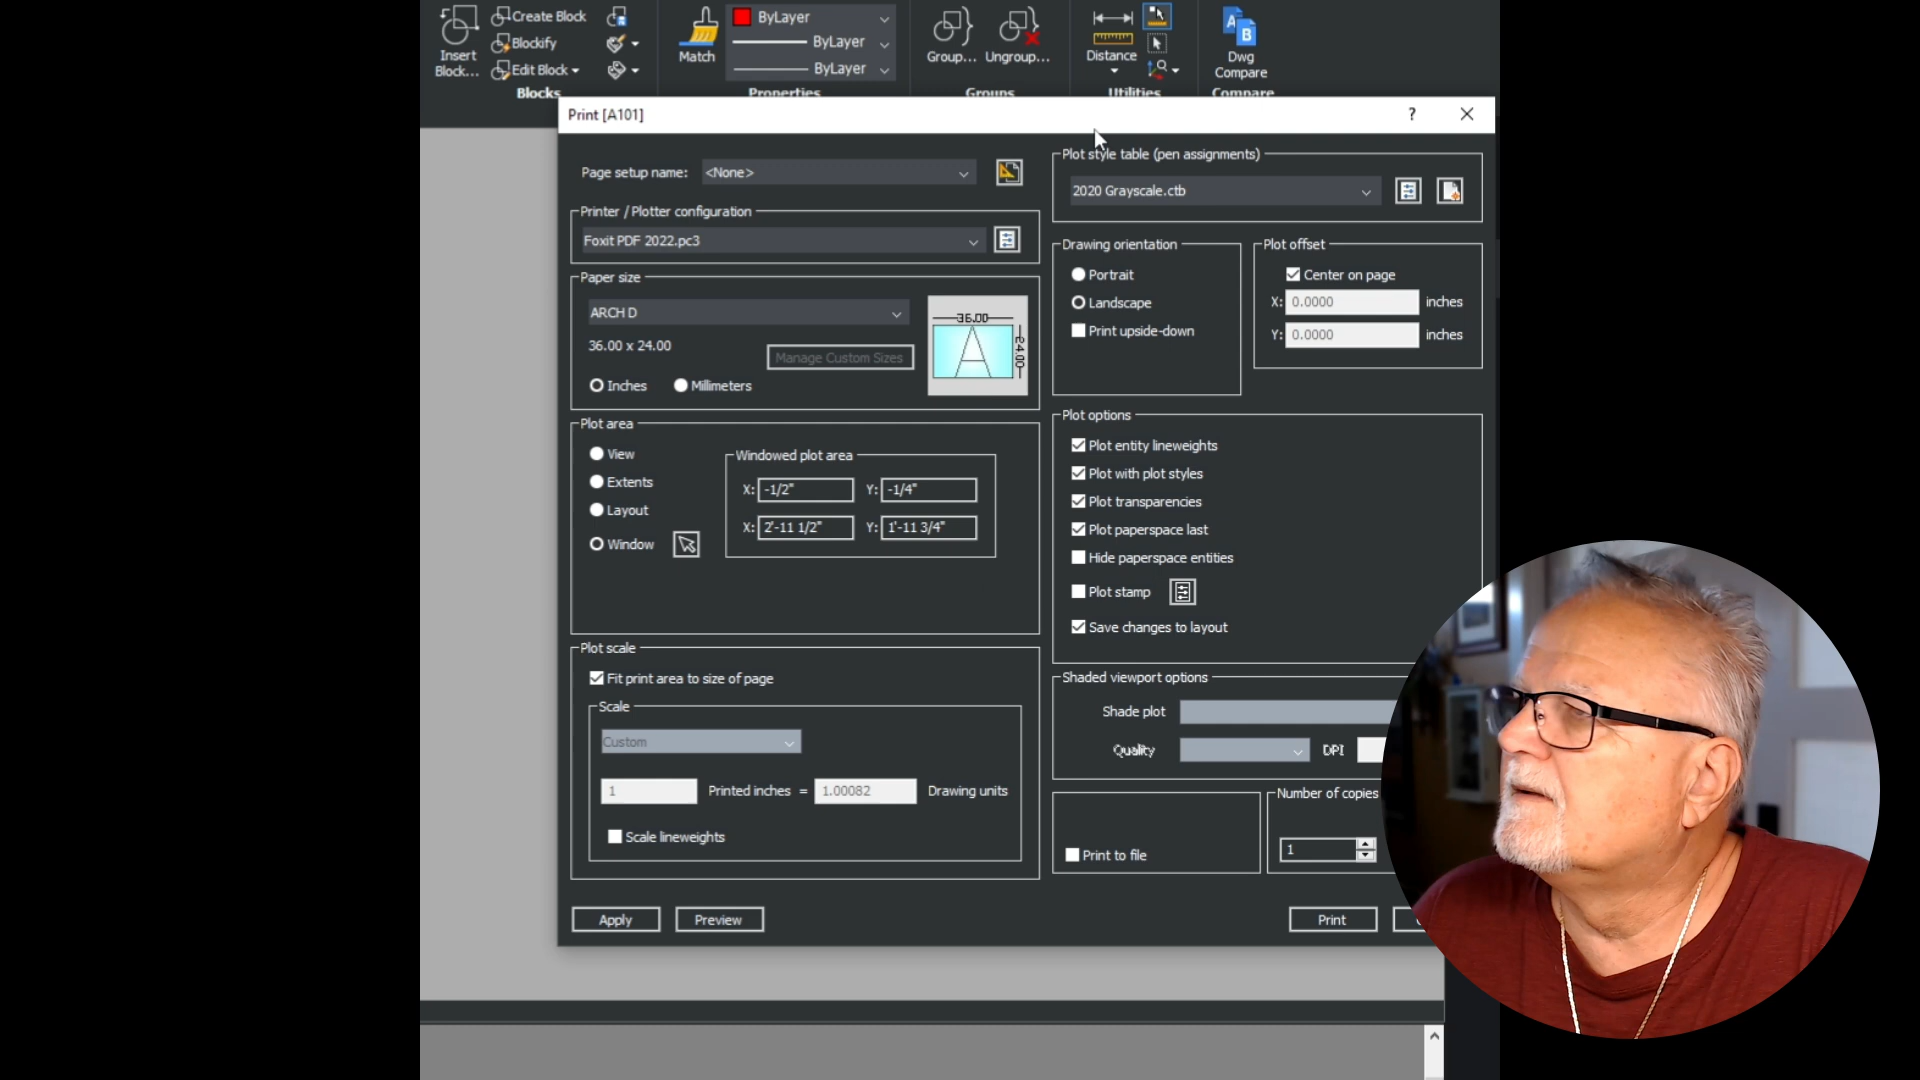 Insert
Block...
Create Block
Blockify
Edit Block
Blocks
Match
ByLayer
ByLayer
ByLayer
Properties
Group...
Ungroup...
Groups
Distance
Utilities
Dwg
Compare
Compare
Print [A101]
?
Page setup name:
<None>
Printer / Plotter configuration
Foxit PDF 2022.pc3
Paper size
ARCH D
36.00 x 24.00
Manage Custom Sizes
Inches
Millimeters
36.00
24.00
A
Plot area
View
Extents
Layout
Window
Windowed plot area
X: -1/2" Y: -1/4"
X: 2'-11 1/2" Y: 1'-11 3/4"
Plot scale
Fit print area to size of page
Scale
Custom
1 Printed inches = 1.00082 Drawing units
Scale lineweights
Apply
Preview
Plot style table (pen assignments)
2020 Grayscale.ctb
Drawing orientation
Portrait
Landscape
Print upside-down
Plot offset
Center on page
X: 0.0000 inches
Y: 0.0000 inches
Plot options
Plot entity lineweights
Plot with plot styles
Plot transparencies
Plot paperspace last
Hide paperspace entities
Plot stamp
Save changes to layout
Shaded viewport options
Shade plot
Quality
DPI
Print to file
Number of copies
1
Print